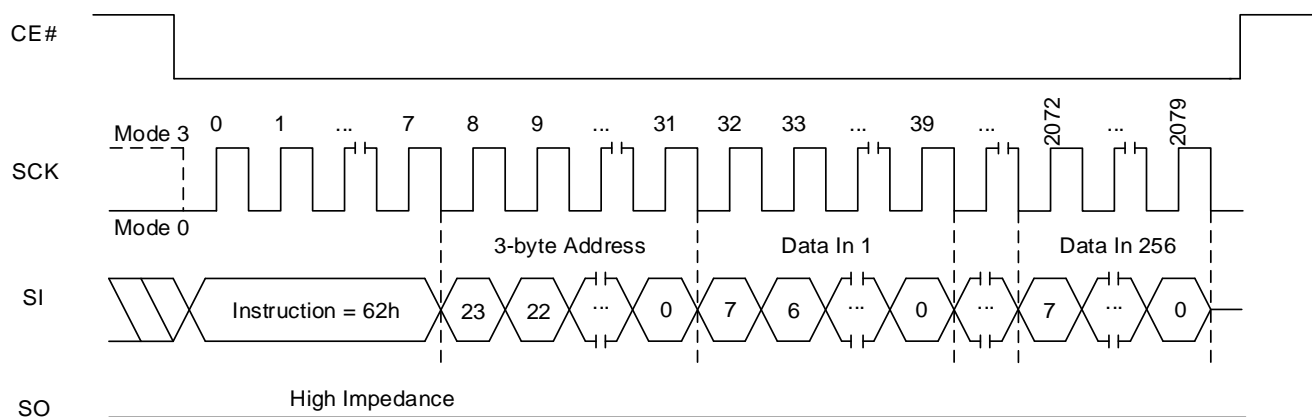 CE#
Mode 3
0 1 ... 7 8 9 ... 31 32 33 ... 39 ... 2072 ... 2079
SCK
Mode 0
3-byte Address Data In 1 Data In 256
SI Instruction = 62h 23 22 ... 0 7 6 ... 0 ... 7 ... 0
High Impedance
SO